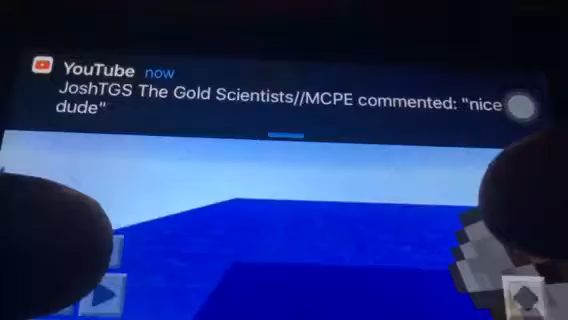 YouTube now
JoshTGS The Gold Scientists//MCPE commented: "nice
dude"